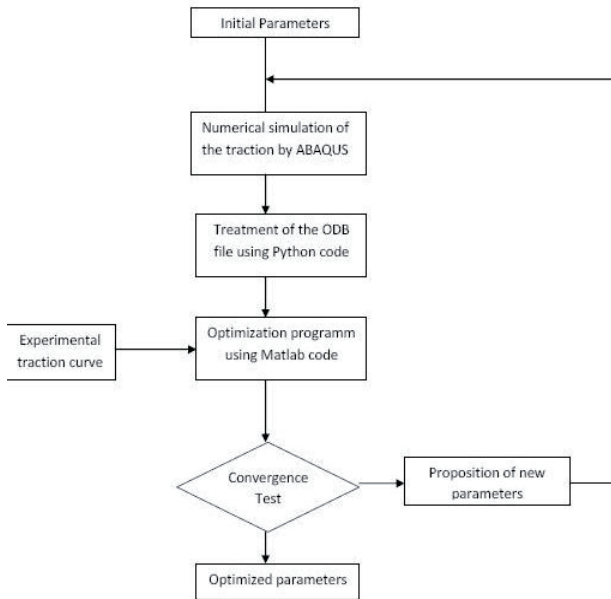 Initial Parameters
Numerical simulation of
the traction by ABAQUS
Treatment of the ODB
file using Python code
Experimental
traction curve
Optimization programm
using Matlab code
Convergence
Test
Proposition of new
parameters
Optimized parameters